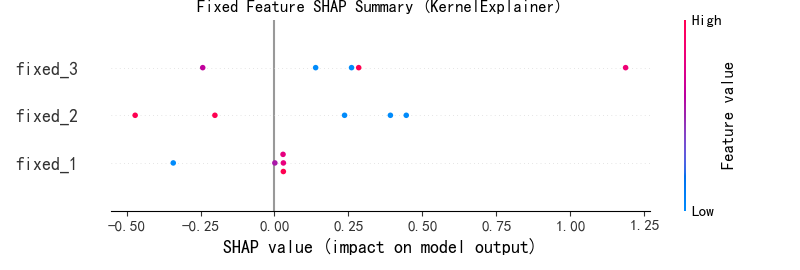 Fixed Feature SHAP Summary (KernelExplainer)
High
fixed_3
fixed_2
fixed_1
Feature value
Low
-0.50 -0.25 0.00 0.25 0.50 0.75 1.00 1.25
SHAP value (impact on model output)